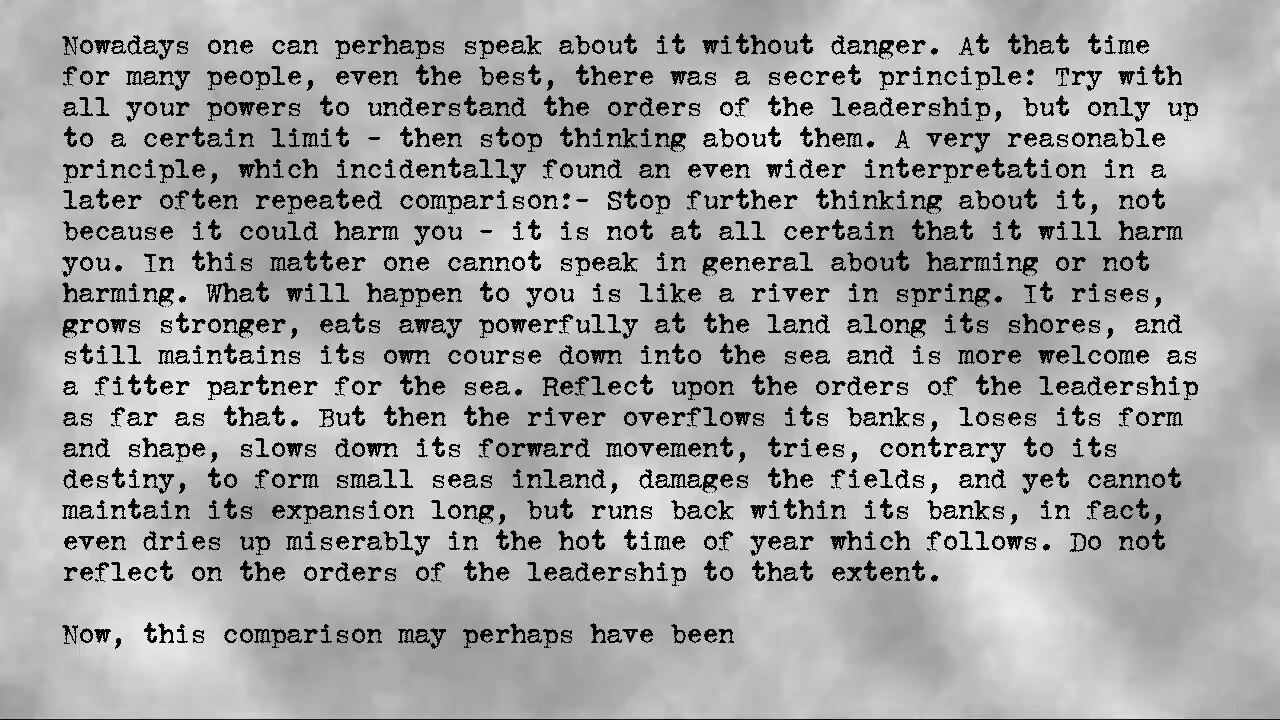 Nowadays one can perhaps speak about it without danger. At that time
for many people, even the best, there was a secret principle: Try with
all your powers to understand the orders of the leadership, but only up
to a certain limit - then stop thinking about them. A very reasonable
principle, which incidentally found an even wider interpretation in a
later often repeated comparison:- Stop further thinking about it, not
because it could harm you - it is not at all certain that it will harm
you. In this matter one cannot speak in general about harming or not
harming. What will happen to you is like a river in spring. It rises,
grows stronger, eats away powerfully at the land along its shores, and
still maintains its own course down into the sea and is more welcome as
a fitter partner for the sea. Reflect upon the orders of the leadership
as far as that. But then the river overflows its banks, loses its form
and shape, slows down its forward movement, tries, contrary to its
destiny, to form small seas inland, damages the fields, and yet cannot
maintain its expansion long, but runs back within its banks, in fact,
even dries up miserably in the hot time of year which follows. Do not
reflect on the orders of the leadership to that extent.

Now, this comparison may perhaps have been